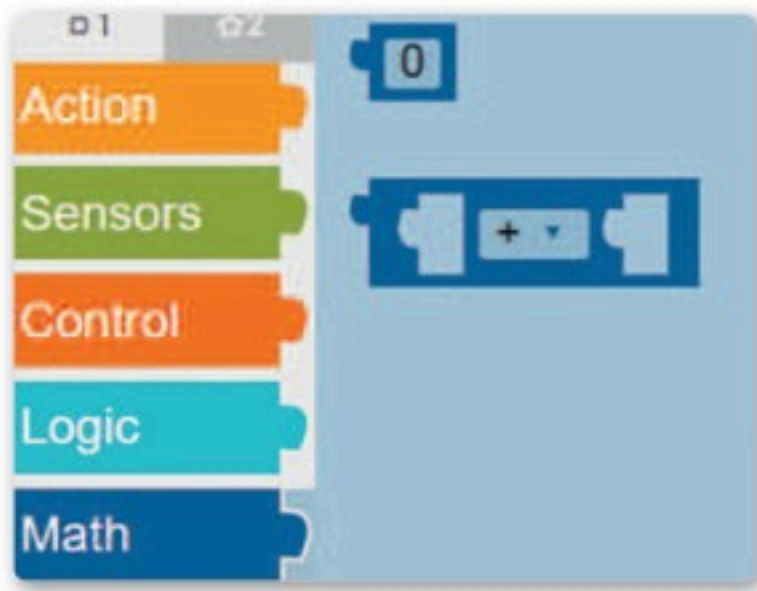 1 2
Action
Sensors
Control
Logic
Math
0
+